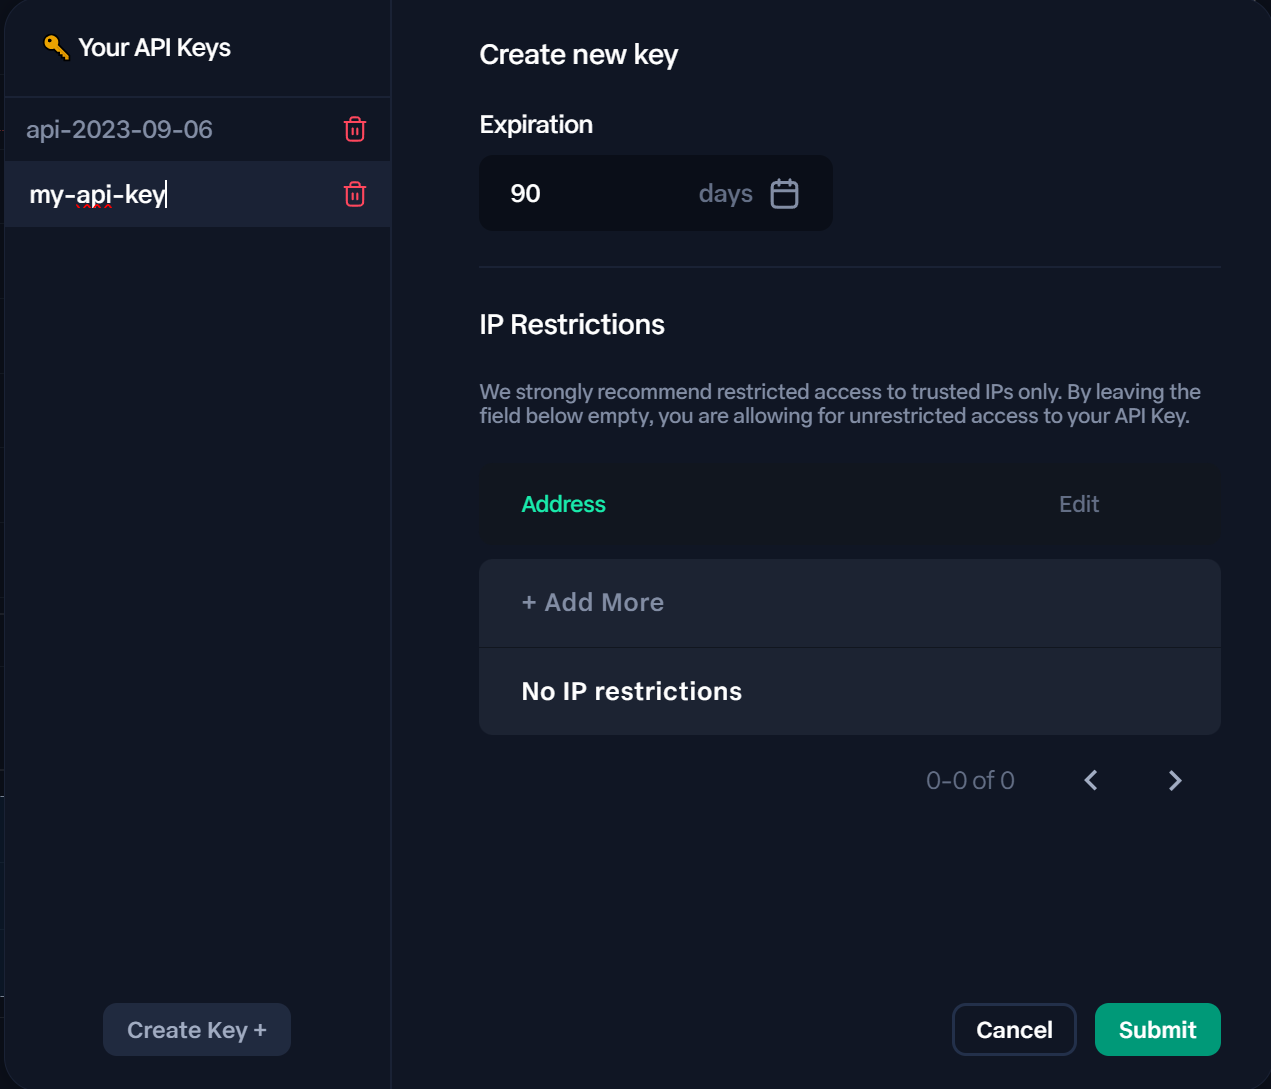 Your API Keys
api-2023-09-06
my-api-key
Create Key +
Create new key
Expiration
90 days
IP Restrictions
We strongly recommend restricted access to trusted IPs only. By leaving the
field below empty, you are allowing for unrestricted access to your API Key.
Address Edit
+ Add More
No IP restrictions
0-0 of 0
Cancel Submit